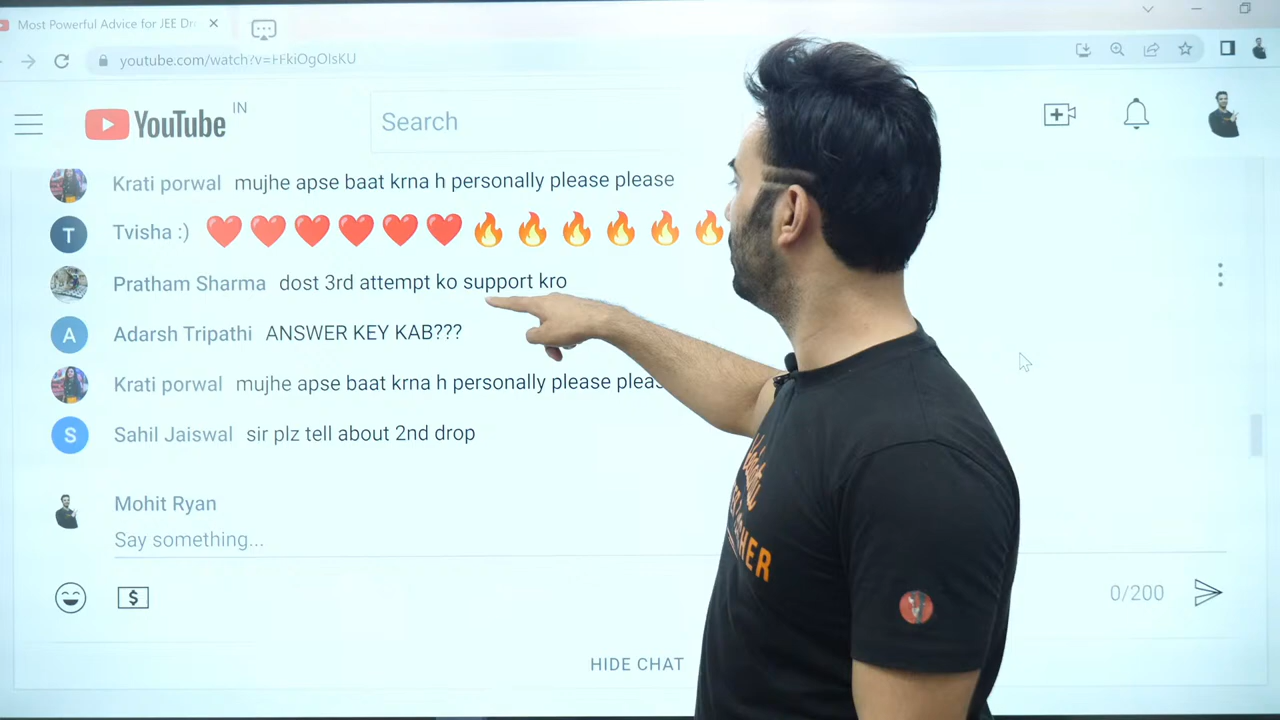 Most Powerful Advice for JEE Dr
youtube.com/watch?v=FFkiOgOIsKU
YouTube IN
Search
Krati porwal mujhe apse baat krna h personally please please
T Tvisha :) ❤️❤️❤️❤️❤️❤️🔥🔥🔥🔥🔥🔥
Pratham Sharma dost 3rd attempt ko support kro
A Adarsh Tripathi ANSWER KEY KAB???
Krati porwal mujhe apse baat krna h personally please pleas
S Sahil Jaiswal sir plz tell about 2nd drop
Mohit Ryan
Say something...
$
0/200
HIDE CHAT